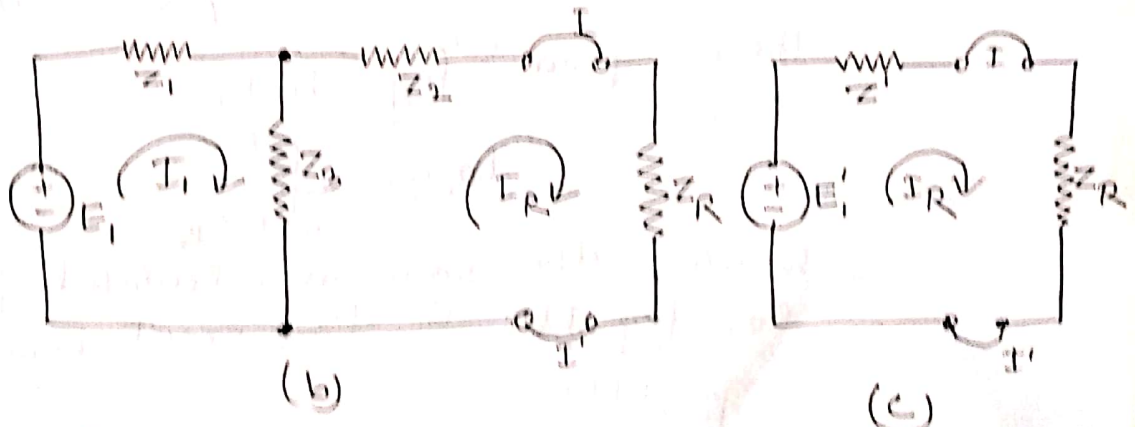 I
Z1 Z2
I
Z'
E1 I1 Z3 IR ZR
E1' IR ZR
I'
I'
(b)
(c)